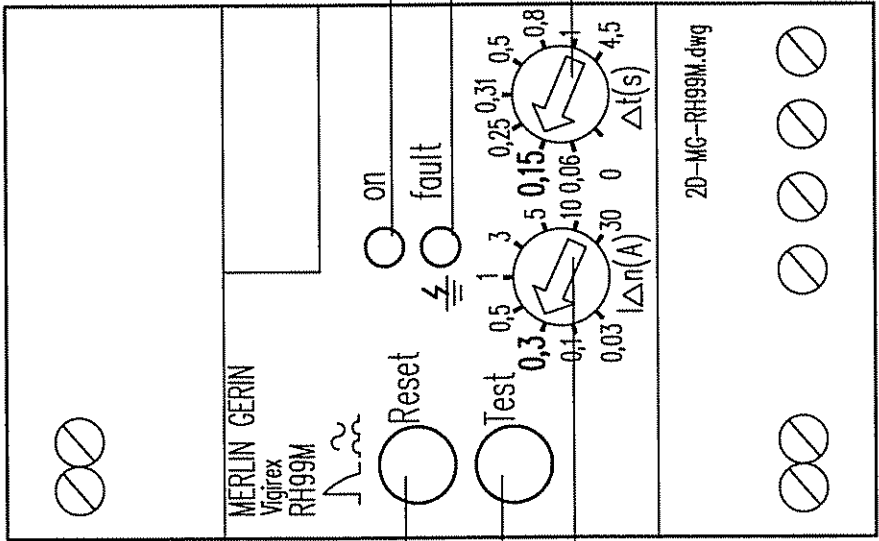 MERLIN GERIN
Vigirex
RH99M
Reset
Test
on
fault
0,03
0,1
0,3
0,5
1
3
5
10
30
I△n(A)
0
0,06
0,15
0,25
0,31
0,5
0,8
1
4,5
△t(s)
2D-MG-RH99M.dwg